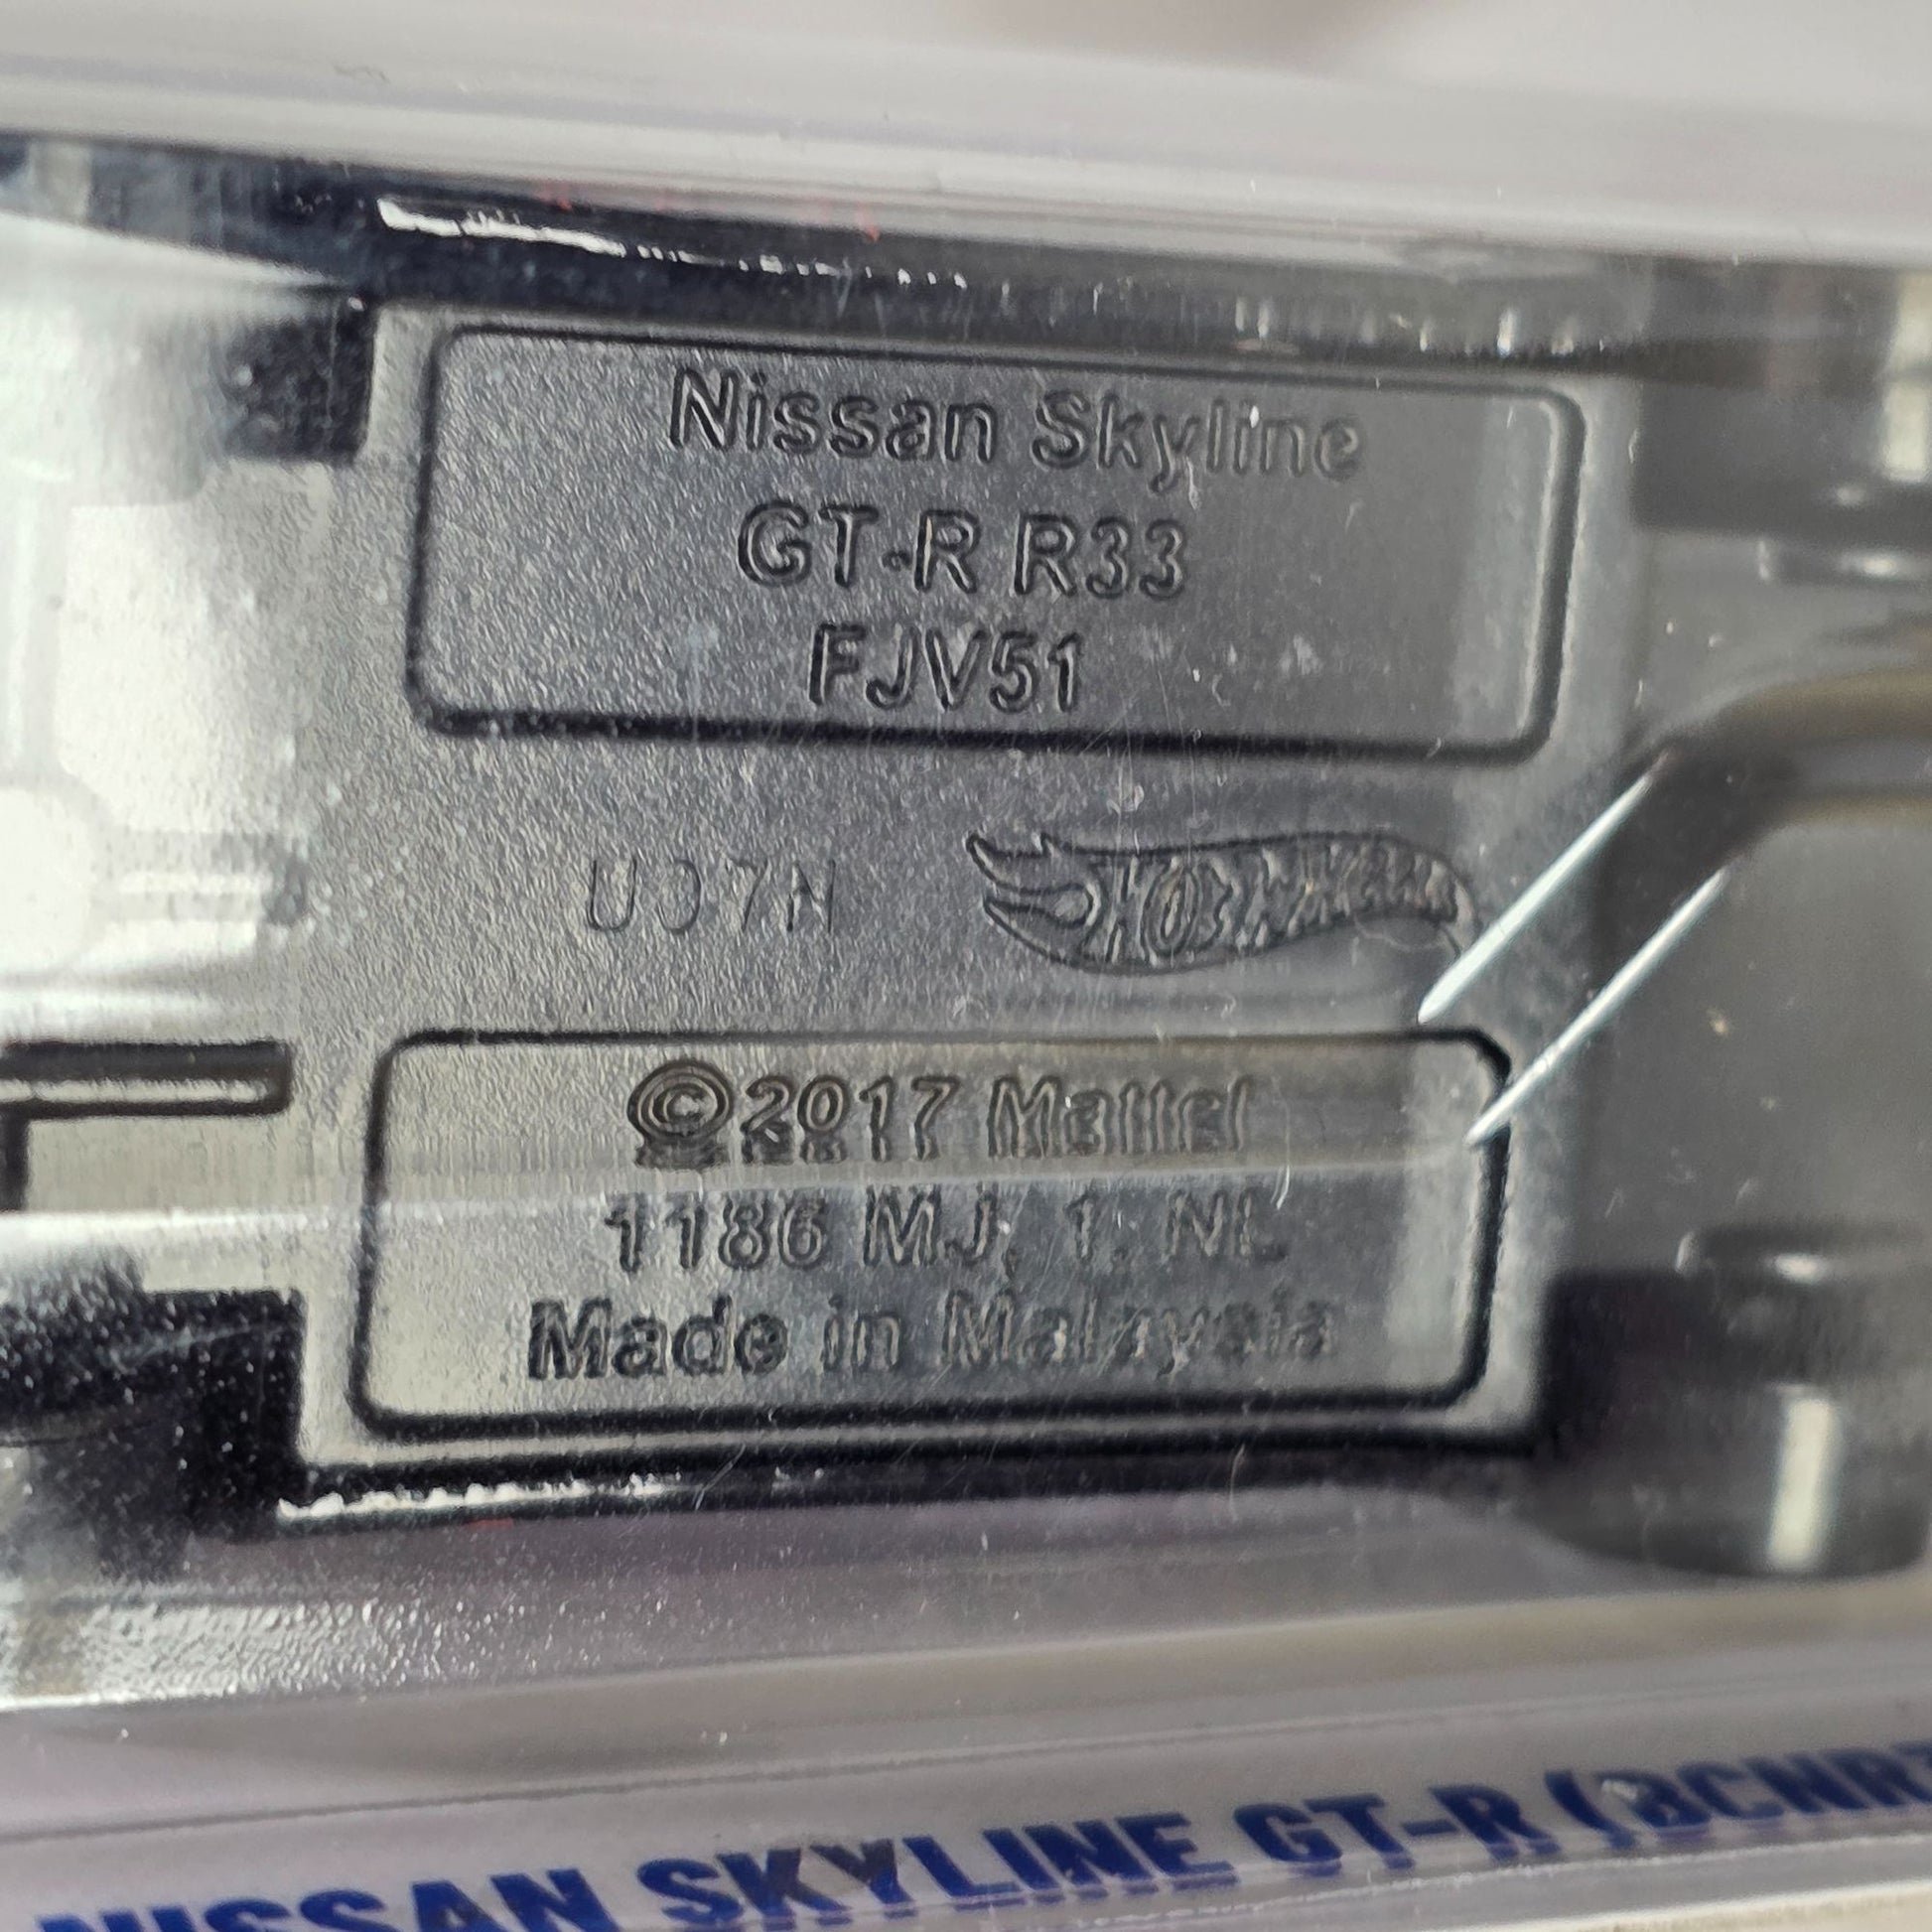 Nissan Skyline
GT-R R33
FJV51
U07N
HOT WHEELS
©2017 Mattel
1186 MJ, 1, NL
Made in Malaysia
NISSAN SKYLINE GT-R (BCNR